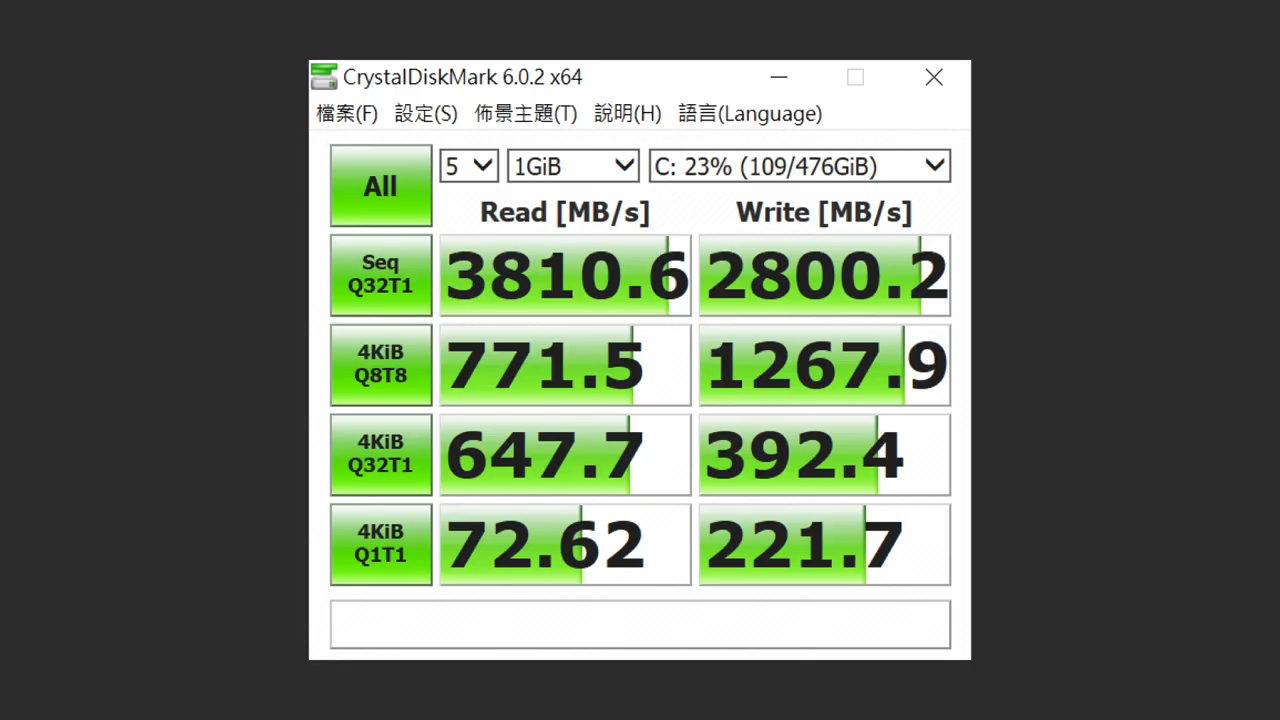 CrystalDiskMark 6.0.2 x64
檔案(F) 設定(S) 佈景主題(T) 說明(H) 語言(Language)
All 5 1GiB C: 23% (109/476GiB)
Read [MB/s] Write [MB/s]
Seq Q32T1 3810.6 2800.2
4KiB Q8T8 771.5 1267.9
4KiB Q32T1 647.7 392.4
4KiB Q1T1 72.62 221.7